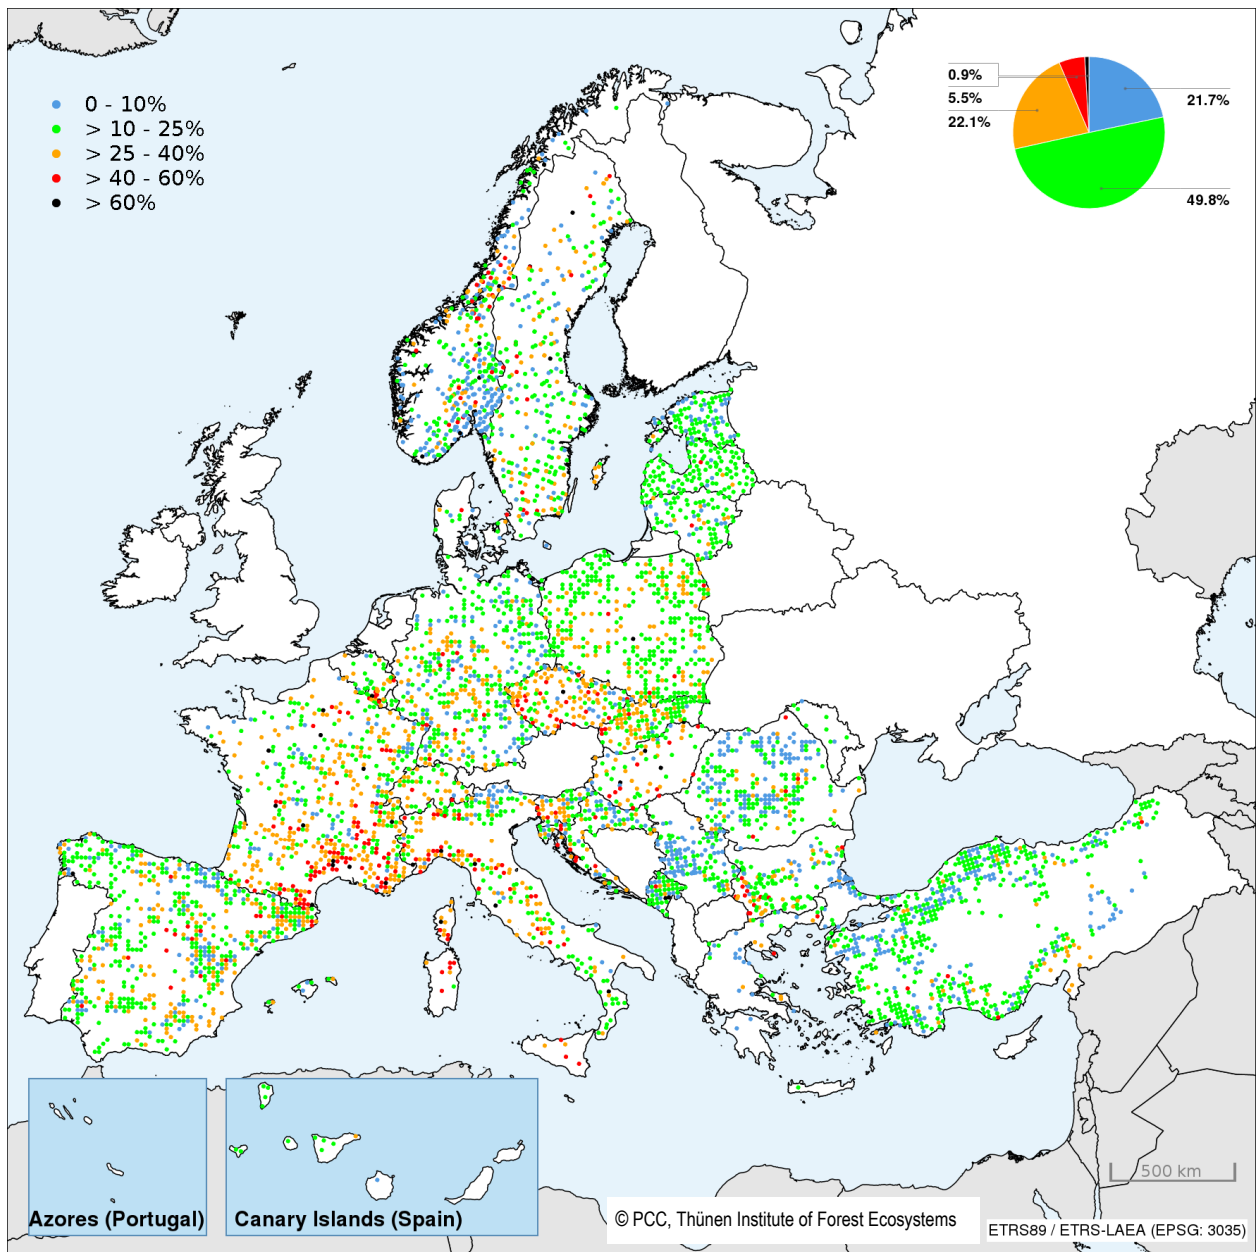 0 - 10%
> 10 - 25%
> 25 - 40%
> 40 - 60%
> 60%
0.9%
5.5%
22.1%
21.7%
49.8%
500 km
Azores (Portugal)
Canary Islands (Spain)
© PCC, Thünen Institute of Forest Ecosystems
ETRS89 / ETRS-LAEA (EPSG: 3035)